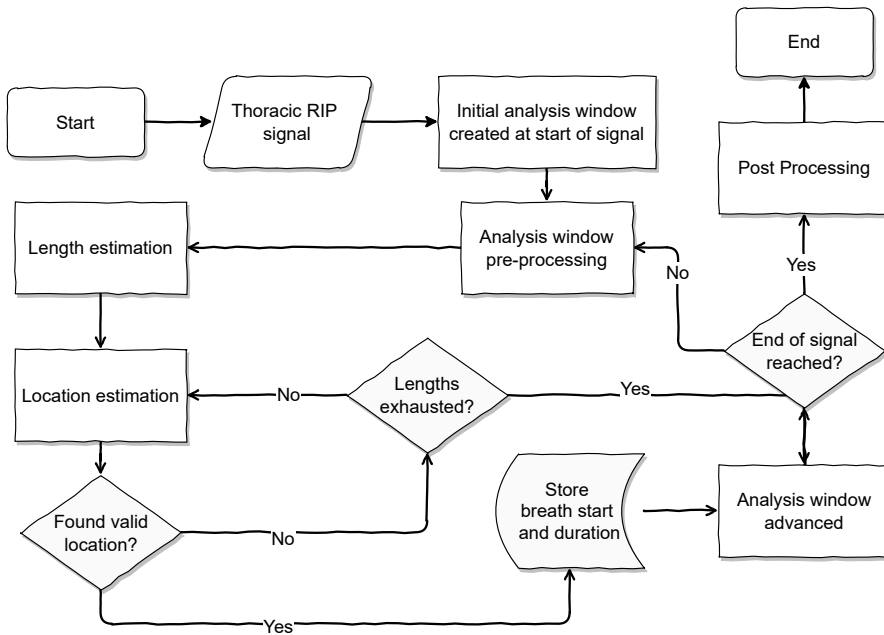 End
Start
Thoracic RIP
signal
Initial analysis window
created at start of signal
Post Processing
Length estimation
Analysis window
pre-processing
No
Yes
End of signal
reached?
Location estimation
No
Lengths
exhausted?
Yes
Found valid
location?
No
Store
breath start
and duration
Analysis window
advanced
Yes